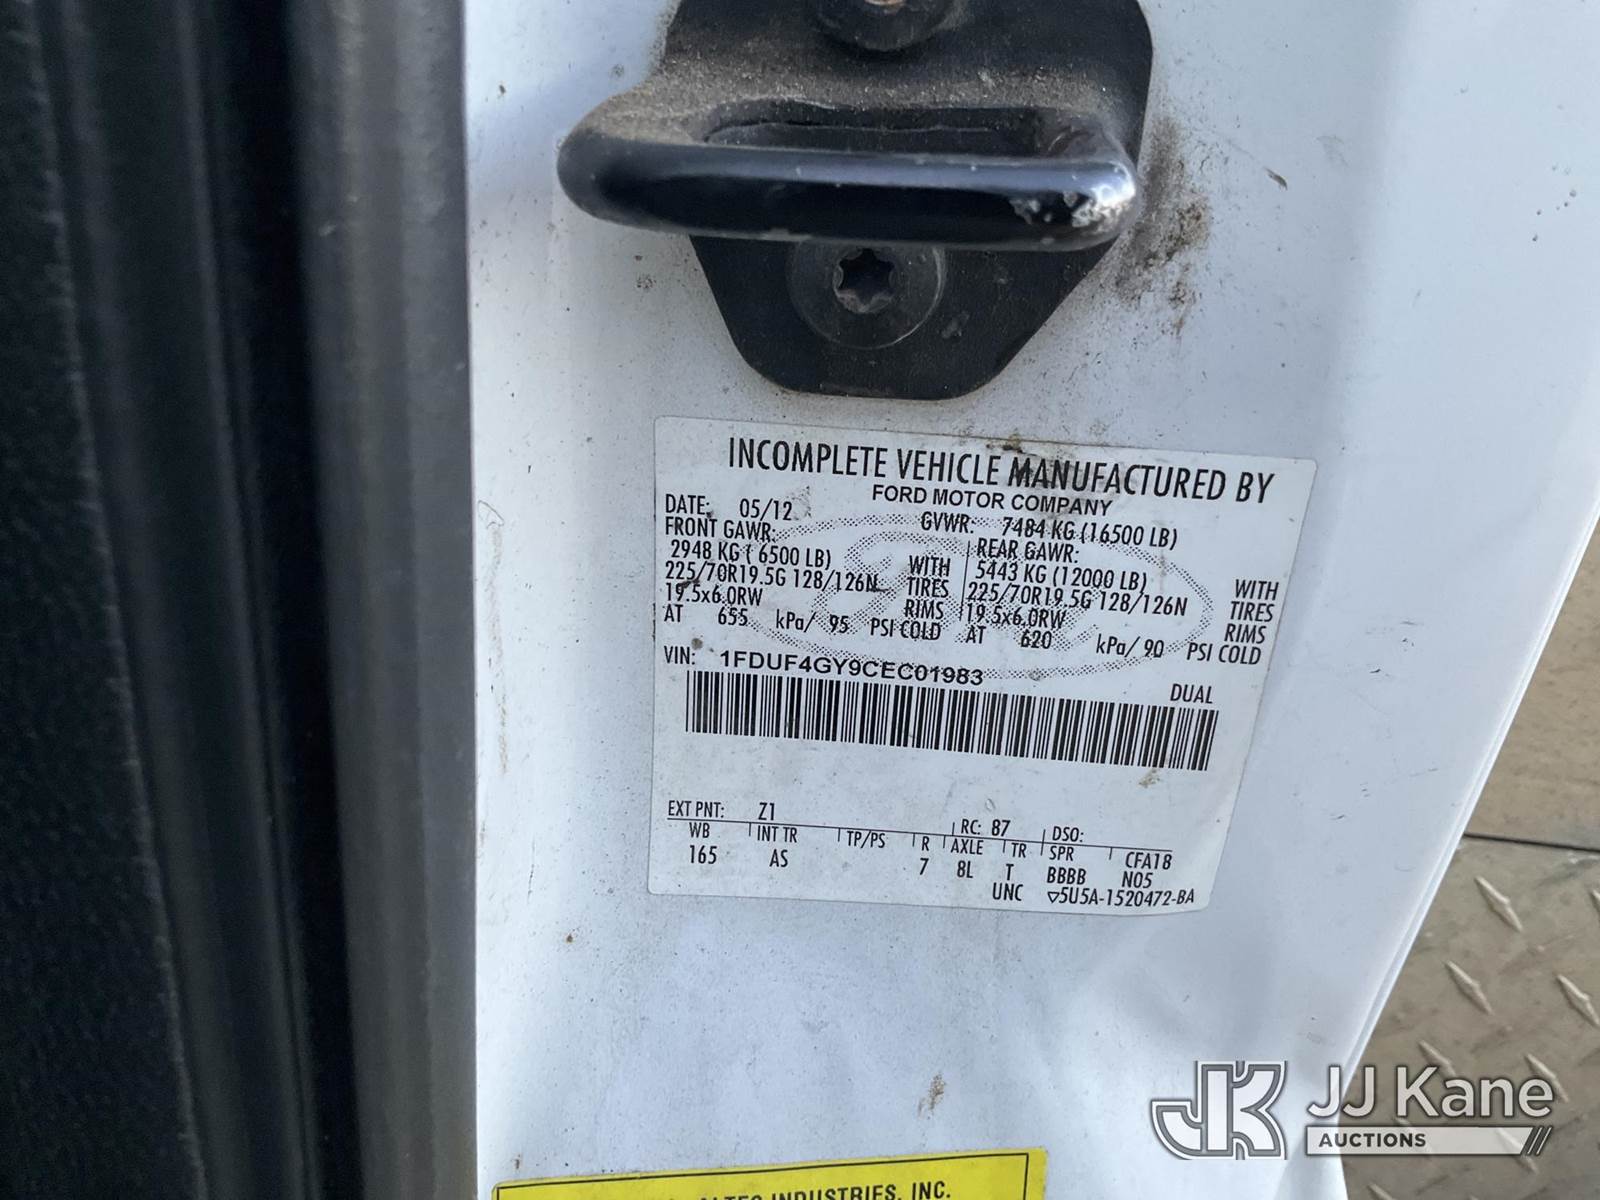 INCOMPLETE VEHICLE MANUFACTURED BY
FORD MOTOR COMPANY
DATE: 05/12 GVWR: 7484 KG (16500 LB)
FRONT GAWR: REAR GAWR:
2948 KG ( 6500 LB) WITH 5443 KG (12000 LB) WITH
225/70R19.5G 128/126N TIRES 225/70R19.5G 128/126N TIRES
19.5x6.0RW RIMS 19.5x6.0RW RIMS
AT 655 kPa/ 95 PSI COLD AT 620 kPa/ 90 PSI COLD
VIN: 1FDUF4GY9CEC01983
DUAL
EXT PNT: Z1 RC: 87 DSO:
WB INT TR TP/PS R AXLE TR SPR CFA18
165 AS 7 8L T BBBB N05
UNC ▽5U5A-1520472-BA
ALTEC INDUSTRIES, INC.
JK JJ Kane
AUCTIONS